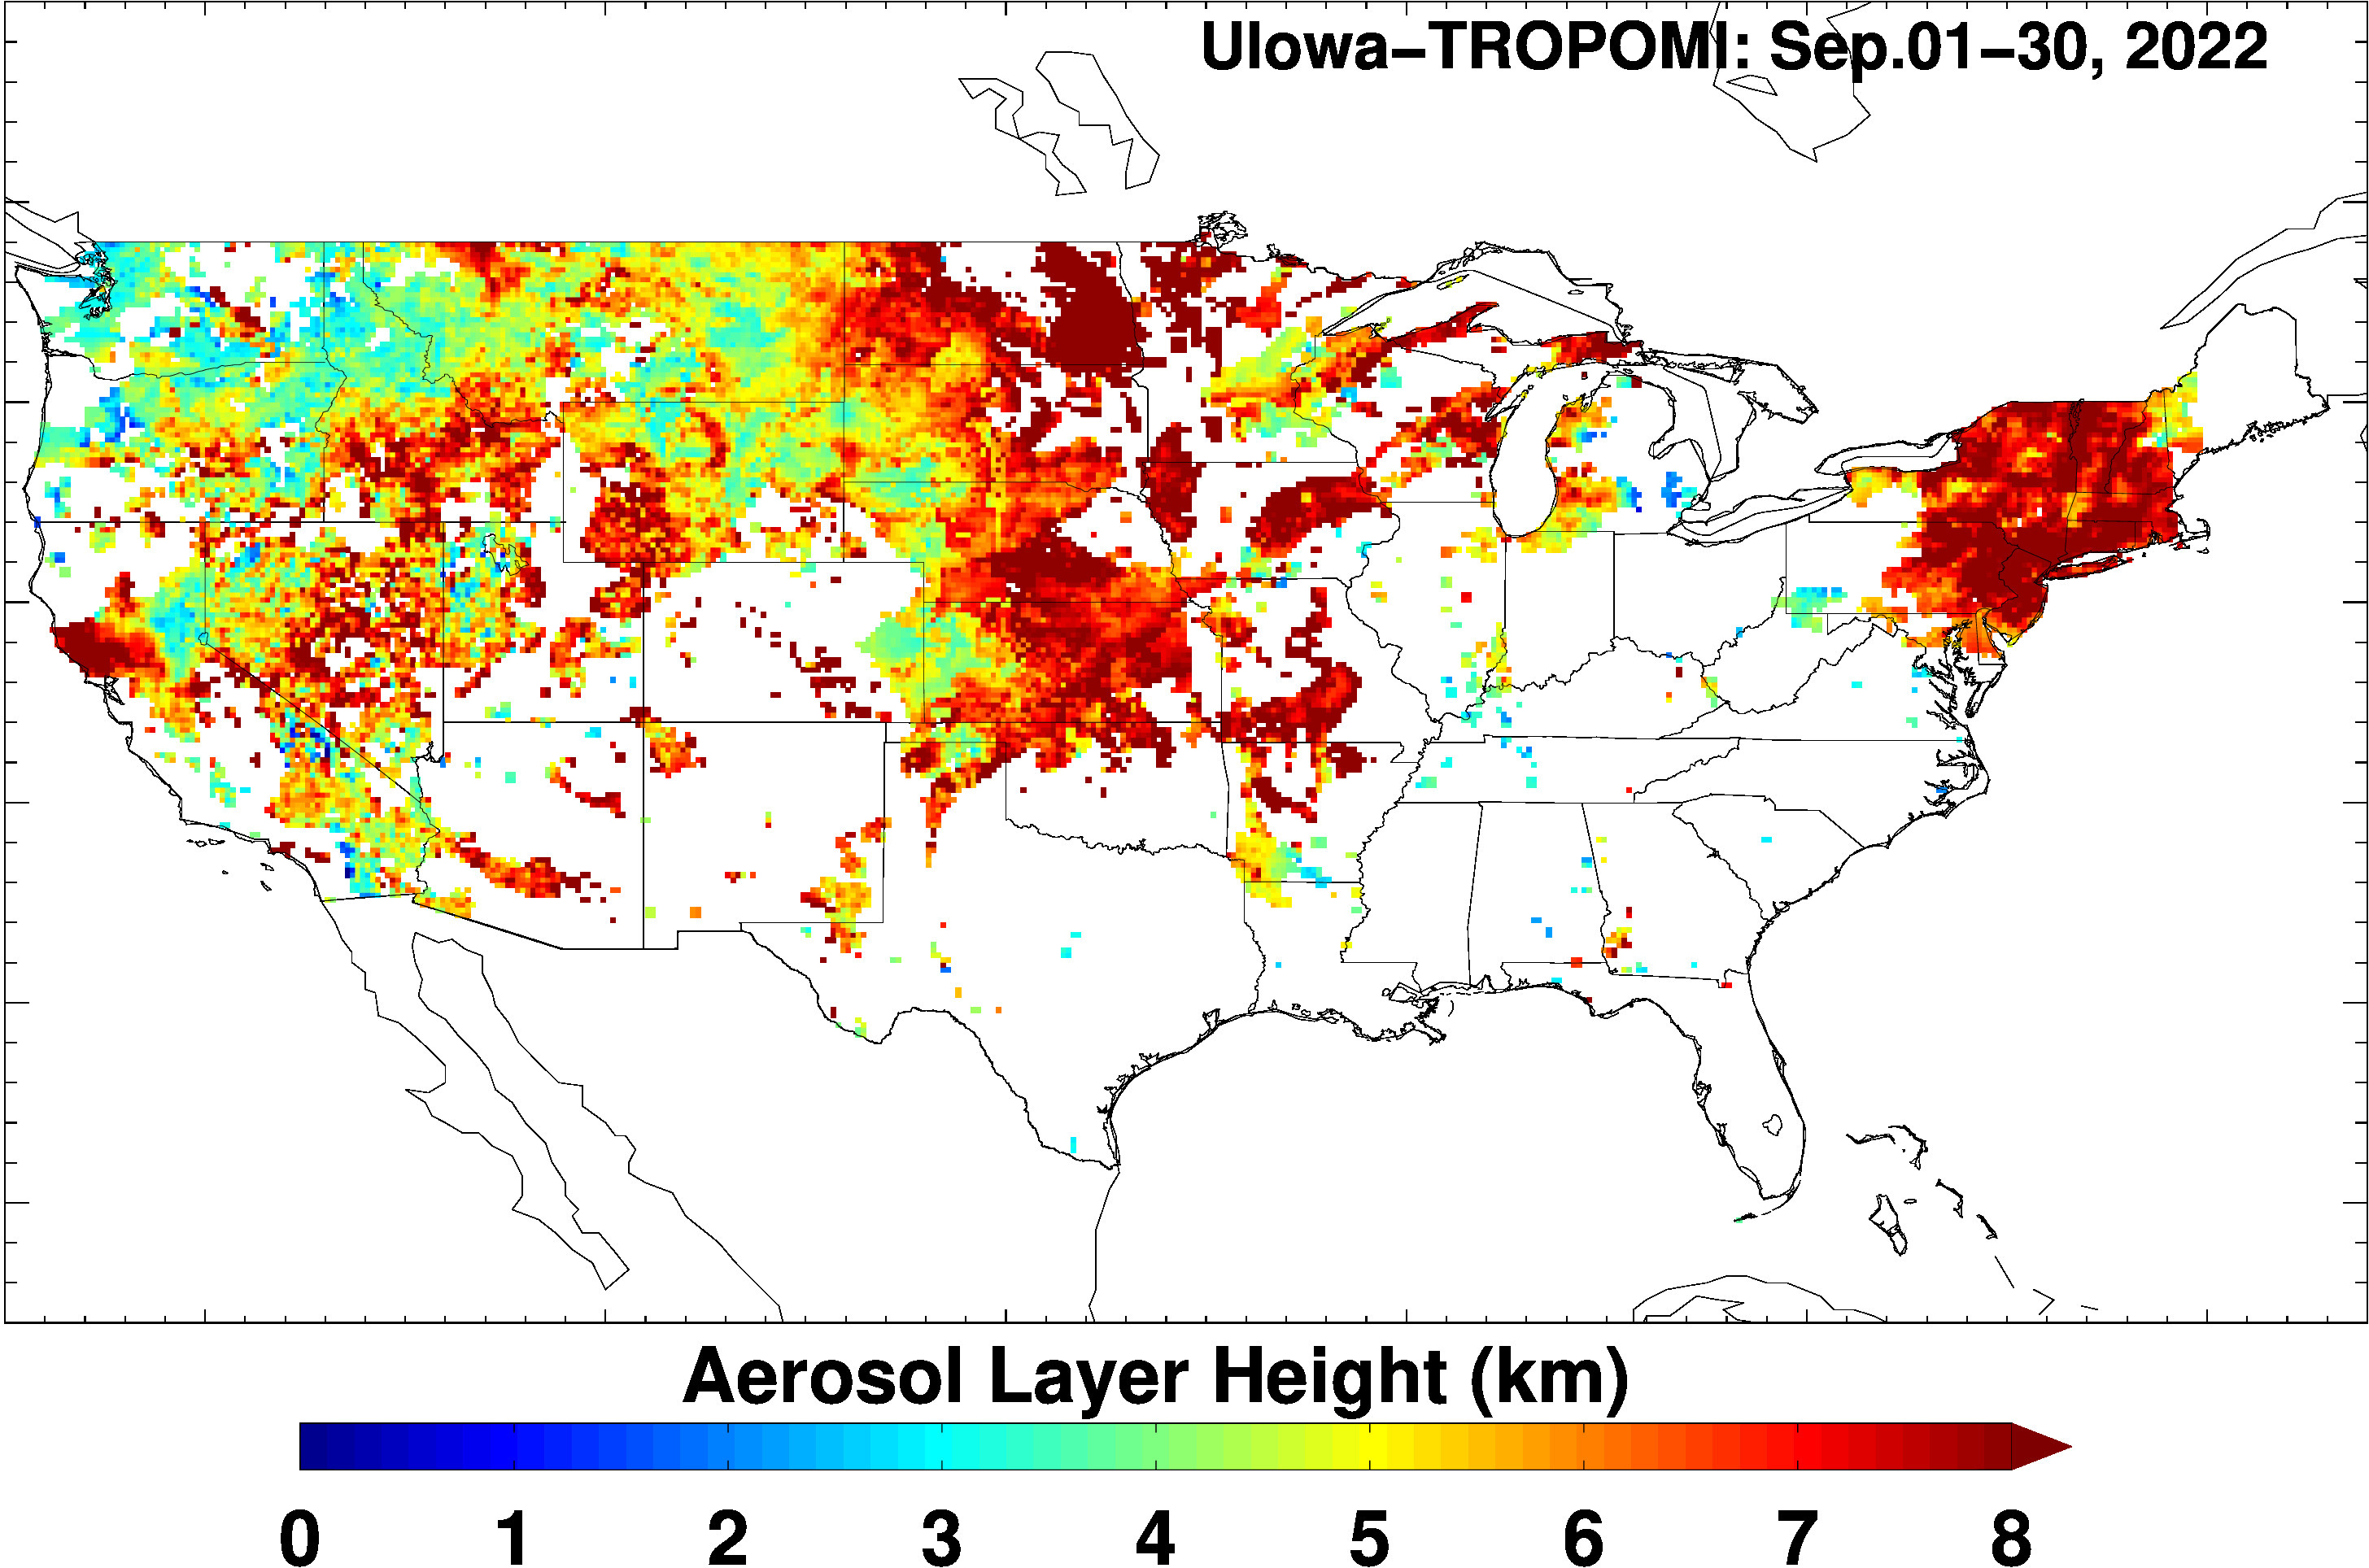 UIowa−TROPOMI: Sep.01−30, 2022
Aerosol Layer Height (km)
0 1 2 3 4 5 6 7 8